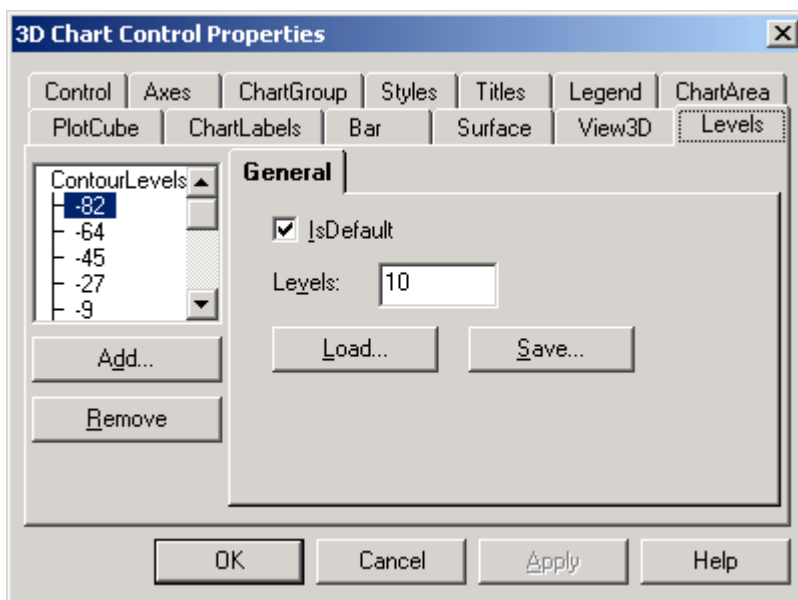 3D Chart Control Properties
Control Axes ChartGroup Styles Titles Legend ChartArea
PlotCube ChartLabels Bar Surface View3D Levels
ContourLevels
-82
-64
-45
-27
-9
Add...
Remove
General
IsDefault
Levels: 10
Load... Save...
OK Cancel Apply Help